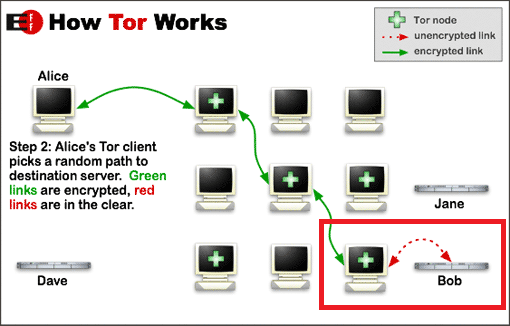 EFF How Tor Works
Tor node
unencrypted link
encrypted link
Alice
Step 2: Alice's Tor client
picks a random path to
destination server. Green
links are encrypted, red
links are in the clear.
Jane
Dave
Bob